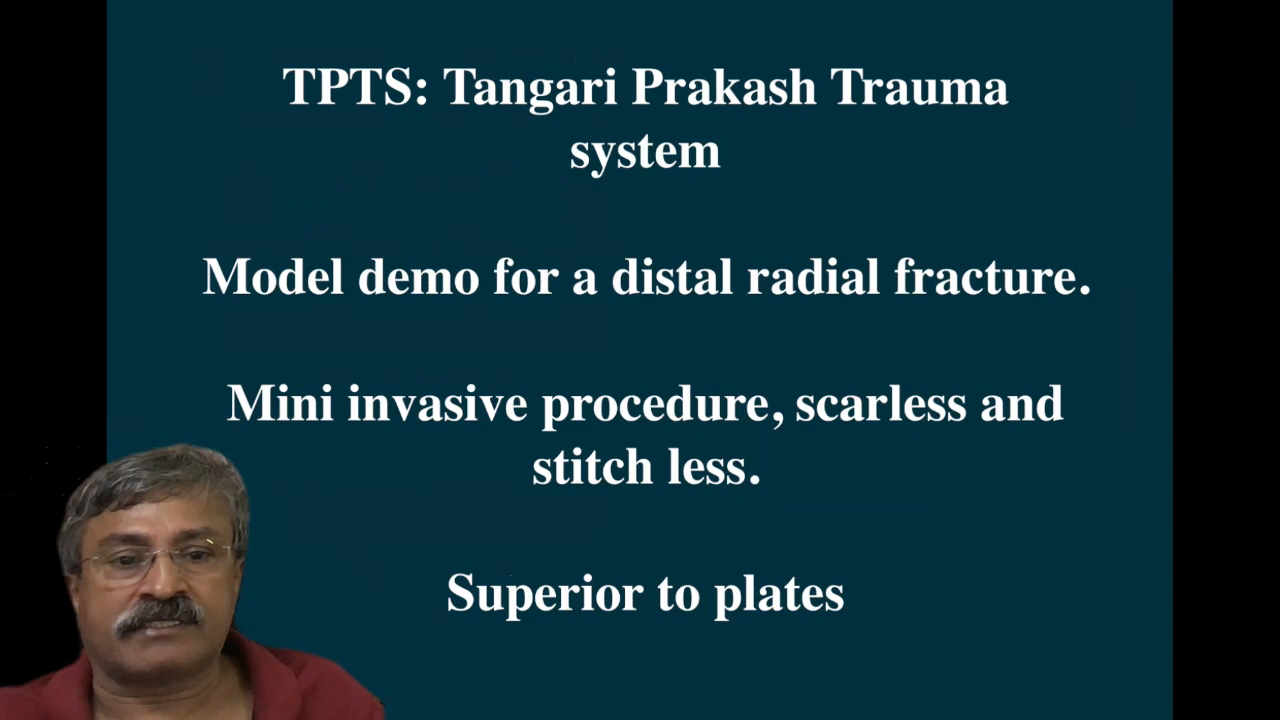 TPTS: Tangari Prakash Trauma
system
Model demo for a distal radial fracture.
Mini invasive procedure, scarless and
stitch less.
Superior to plates